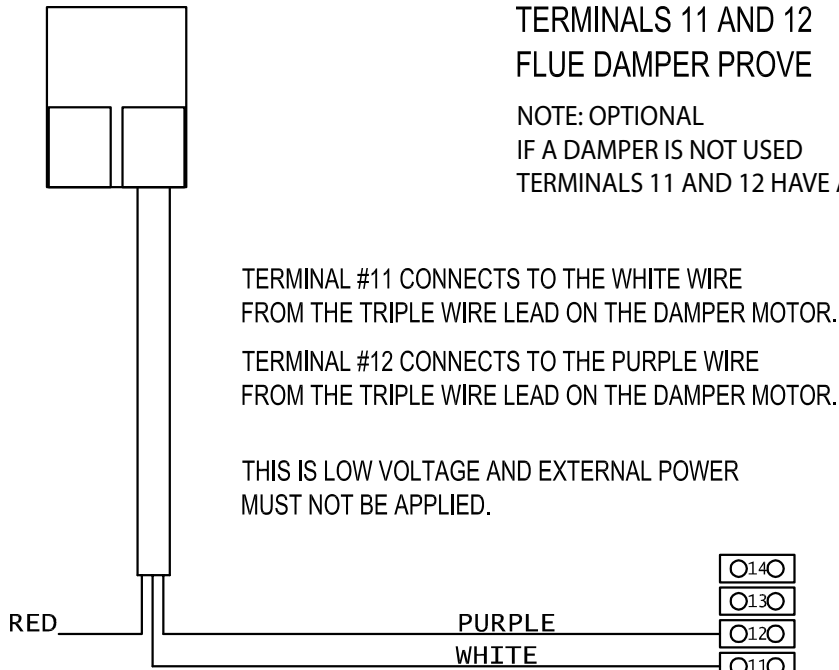 TERMINALS 11 AND 12
FLUE DAMPER PROVE
NOTE: OPTIONAL
IF A DAMPER IS NOT USED
TERMINALS 11 AND 12 HAVE
TERMINAL #11 CONNECTS TO THE WHITE WIRE
FROM THE TRIPLE WIRE LEAD ON THE DAMPER MOTOR.
TERMINAL #12 CONNECTS TO THE PURPLE WIRE
FROM THE TRIPLE WIRE LEAD ON THE DAMPER MOTOR.
THIS IS LOW VOLTAGE AND EXTERNAL POWER
MUST NOT BE APPLIED.
14
13
RED
PURPLE
12
WHITE
11